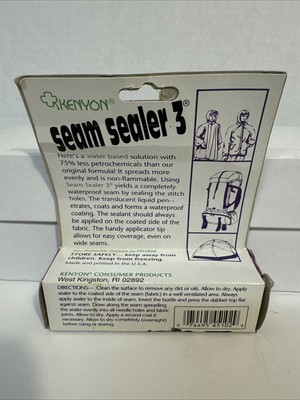 KENYON®
seam sealer 3®
Here's a water-based solution with
75% less petrochemicals than our
original formula! It spreads more
evenly and is non-flammable. Using
Seam Sealer 3® yields a completely
waterproof seam by sealing the stitch
holes. The translucent liquid pen-
etrates, coats and forms a waterproof
coating. The sealant should always
be applied on the coated side of the
fabric. The handy applicator tip
allows for easy coverage, even on
wide seams.
STORE SAFELY... keep away from
children. Keep from freezing.
Made and printed in the U.S.A.
KENYON® CONSUMER PRODUCTS
West Kingston, RI 02892
DIRECTIONS— Clean the surface to remove any dirt or oils. Allow to dry. Apply
sealer to the coated side of the seam (fabric) in a well ventilated area. Always
apply sealer to the inside of seam. Invert the bottle and press the dabber top flat
against seam. Draw along the seam spreading
the sealer evenly into all needle holes and fabric
joints. Allow to dry. Apply a second coat if
necessary. Allow to dry completely (overnight)
before using or storing.
74495 45102